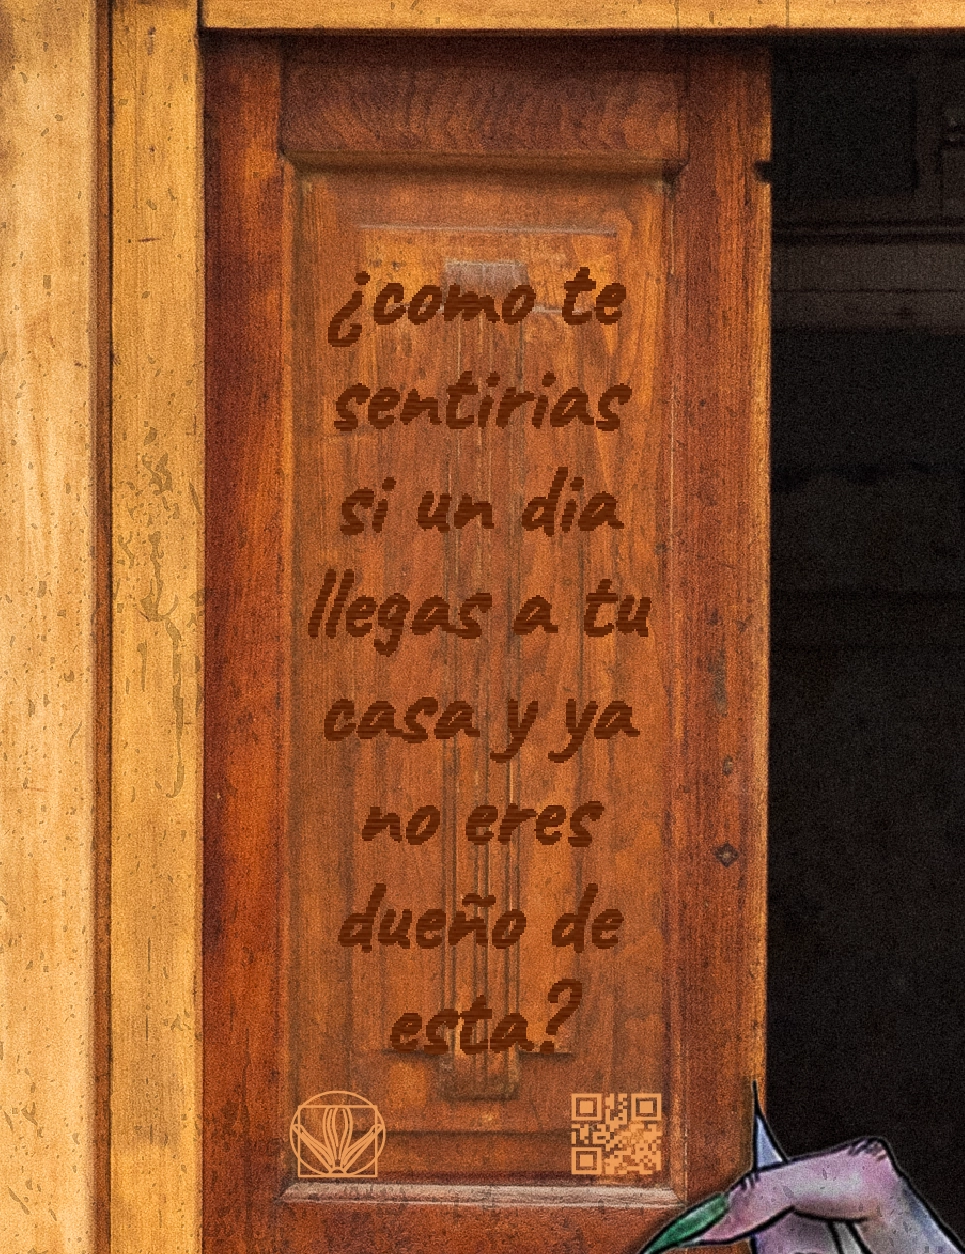 ¿como te
sentirias
si un dia
llegas a tu
casa y ya
no eres
dueño de
esta?